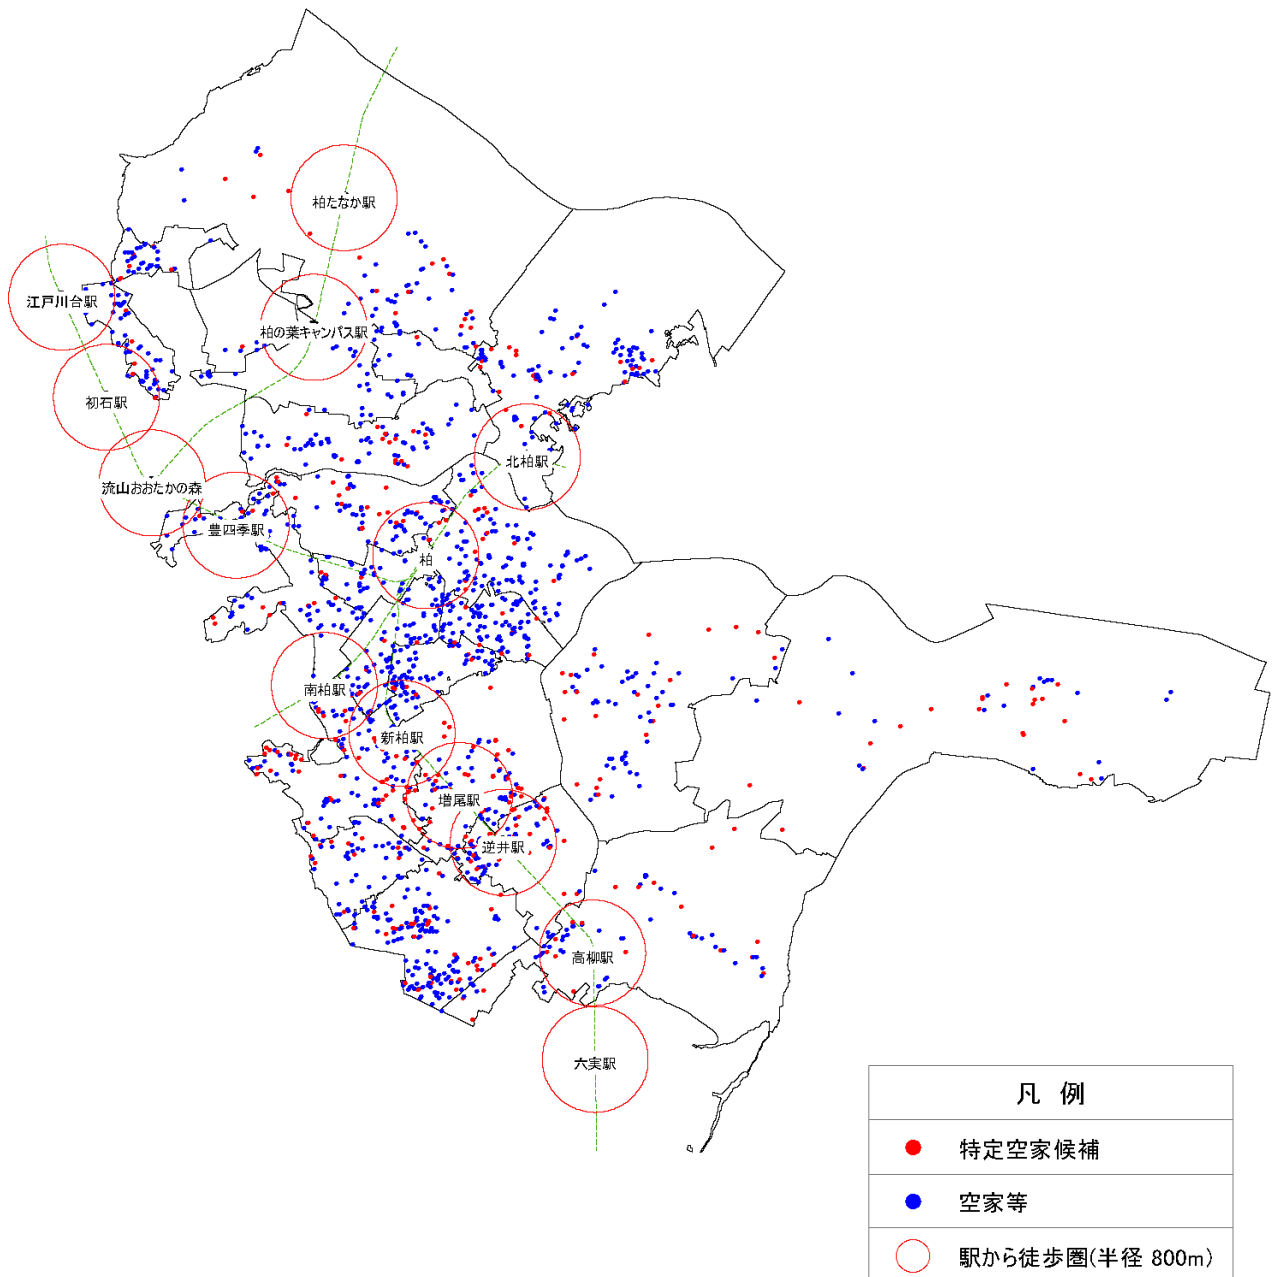 柏たなか駅
江戸川台駅
柏の葉キャンパス駅
初石駅
北柏駅
流山おおたかの森
豊四季駅
柏
南柏駅
新柏駅
増尾駅
逆井駅
高柳駅
六実駅
凡 例
特定空家候補
空家等
駅から徒歩圏(半径 800m)